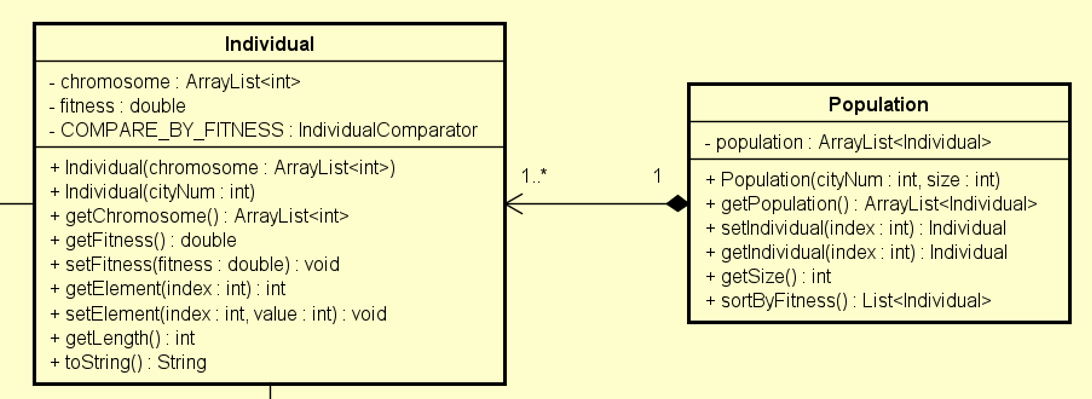 Individual
- chromosome : ArrayList<int>
- fitness : double
- COMPARE_BY_FITNESS : IndividualComparator
+ Individual(chromosome : ArrayList<int>)
+ Individual(cityNum : int)
+ getChromosome() : ArrayList<int>
+ getFitness() : double
+ setFitness(fitness : double) : void
+ getElement(index : int) : int
+ setElement(index : int, value : int) : void
+ getLength() : int
+ toString() : String
1..*
1
Population
- population : ArrayList<Individual>
+ Population(cityNum : int, size : int)
+ getPopulation() : ArrayList<Individual>
+ setIndividual(index : int) : Individual
+ getIndividual(index : int) : Individual
+ getSize() : int
+ sortByFitness() : List<Individual>